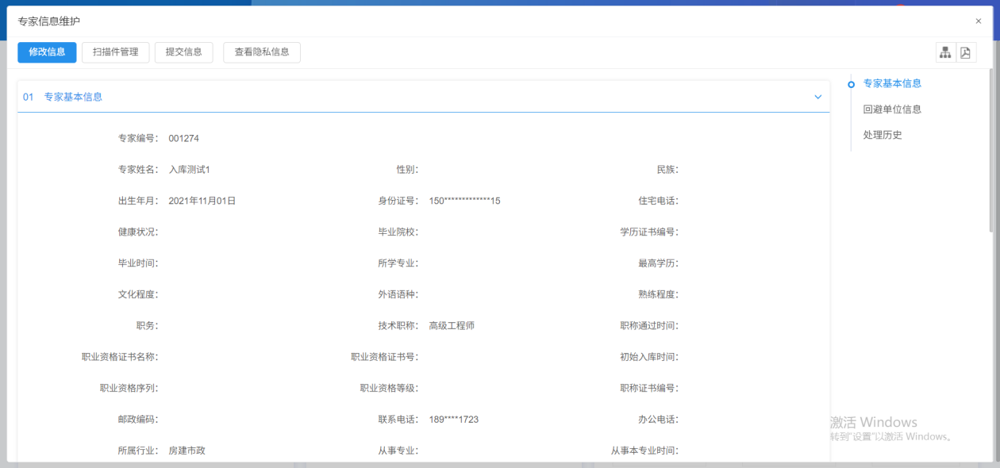 专家信息维护
×
修改信息 扫描件管理 提交信息 查看隐私信息
01 专家基本信息
专家基本信息
回避单位信息
处理历史
专家编号： 001274
专家姓名： 入库测试1 性别： 民族：
出生年月： 2021年11月01日 身份证号： 150*************15 住宅电话：
健康状况： 毕业院校： 学历证书编号：
毕业时间： 所学专业： 最高学历：
文化程度： 外语语种： 熟练程度：
职务： 技术职称： 高级工程师 职称通过时间：
职业资格证书名称： 职业资格证书号： 初始入库时间：
职业资格序列： 职业资格等级： 职称证书编号：
邮政编码： 联系电话： 189****1723 办公电话：
所属行业： 房建市政 从事专业： 从事本专业时间：
激活 Windows
转到"设置"以激活 Windows。